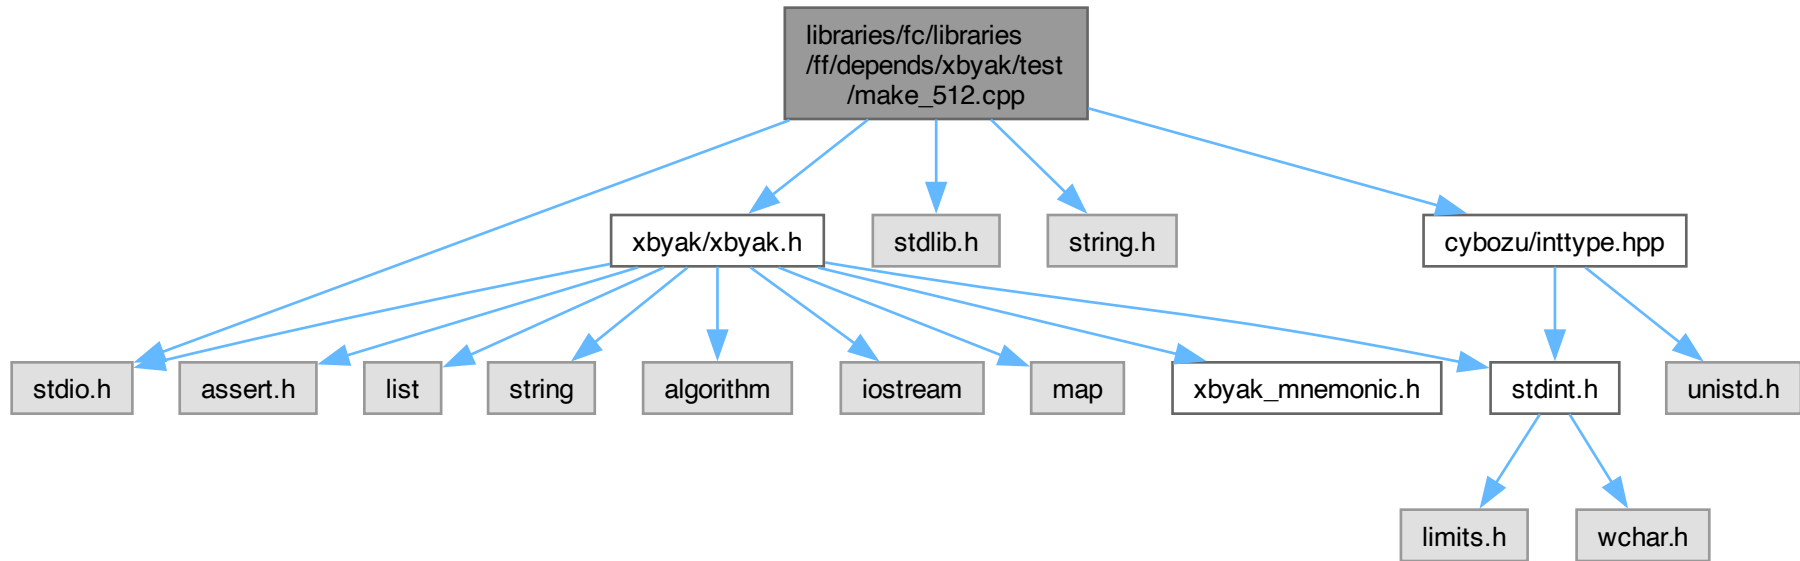 libraries/fc/libraries
/ff/depends/xbyak/test
/make_512.cpp
xbyak/xbyak.h
stdlib.h
string.h
cybozu/inttype.hpp
stdio.h
assert.h
list
string
algorithm
iostream
map
xbyak_mnemonic.h
stdint.h
unistd.h
limits.h
wchar.h